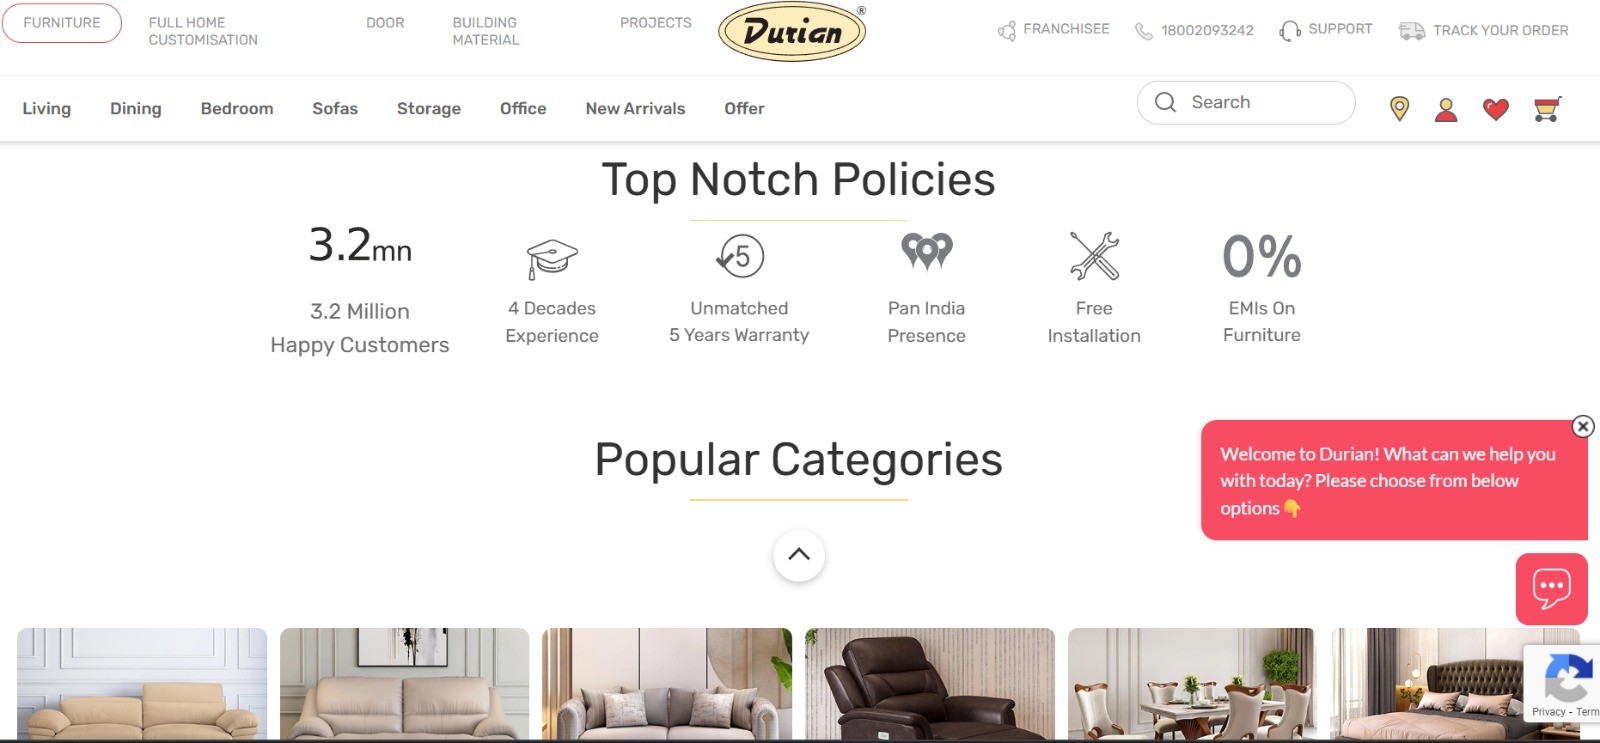 FURNITURE
FULL HOME
CUSTOMISATION
DOOR
BUILDING
MATERIAL
PROJECTS
Durian®
FRANCHISEE
18002093242
SUPPORT
TRACK YOUR ORDER
Living
Dining
Bedroom
Sofas
Storage
Office
New Arrivals
Offer
Search
Top Notch Policies
3.2mn
3.2 Million
Happy Customers
4 Decades
Experience
5
Unmatched
5 Years Warranty
Pan India
Presence
Free
Installation
0%
EMIs On
Furniture
Popular Categories
Welcome to Durian! What can we help you
with today? Please choose from below
options👇
Privacy - Term